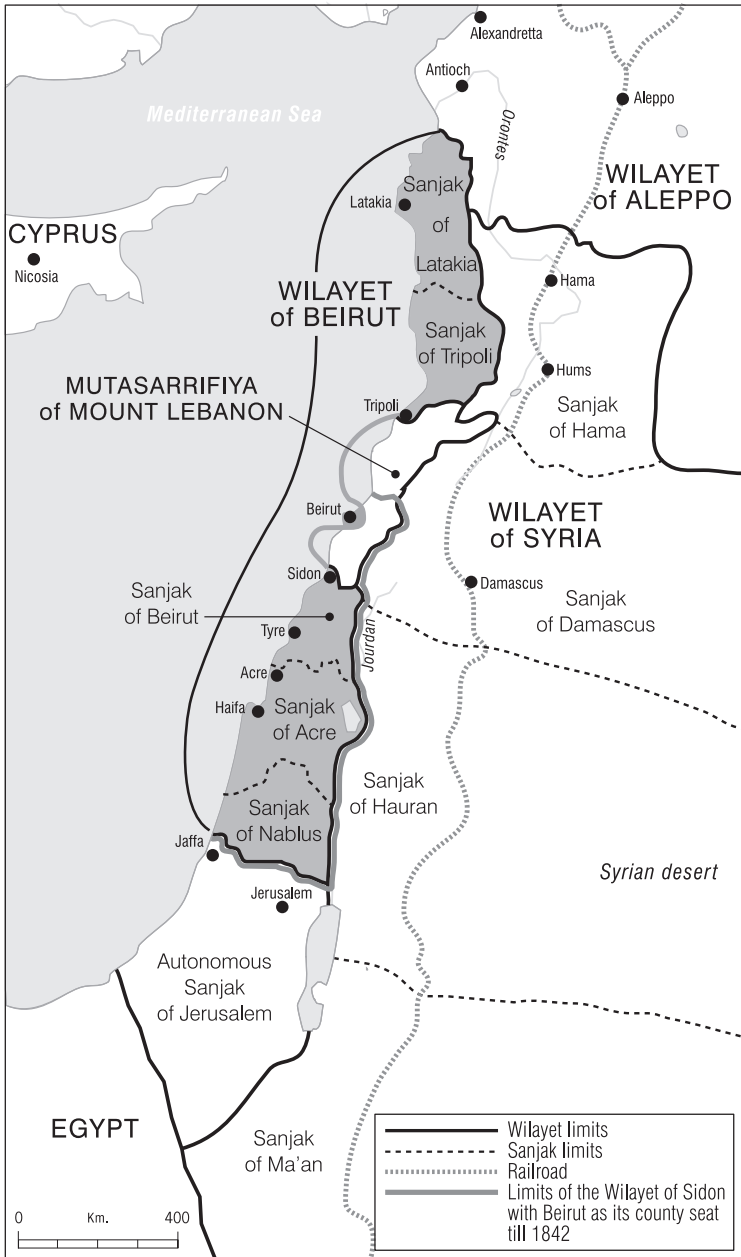 Alexandretta
Antioch
Aleppo
Mediterranean Sea
Orontes
WILAYET
of ALEPPO
Sanjak
of
Latakia
Latakia
CYPRUS
Nicosia
WILAYET
of BEIRUT
Hama
Sanjak
of Tripoli
MUTASARRIFIYA
of MOUNT LEBANON
Hums
Tripoli
Sanjak
of Hama
Beirut
WILAYET
of SYRIA
Sidon
Damascus
Sanjak
of Beirut
Sanjak
of Damascus
Tyre
Jourdan
Acre
Haifa
Sanjak
of Acre
Sanjak
of Hauran
Sanjak
of Nablus
Jaffa
Syrian desert
Jerusalem
Autonomous
Sanjak
of Jerusalem
EGYPT
Sanjak
of Ma'an
Wilayet limits
Sanjak limits
Railroad
Limits of the Wilayet of Sidon
with Beirut as its county seat
till 1842
0 Km. 400